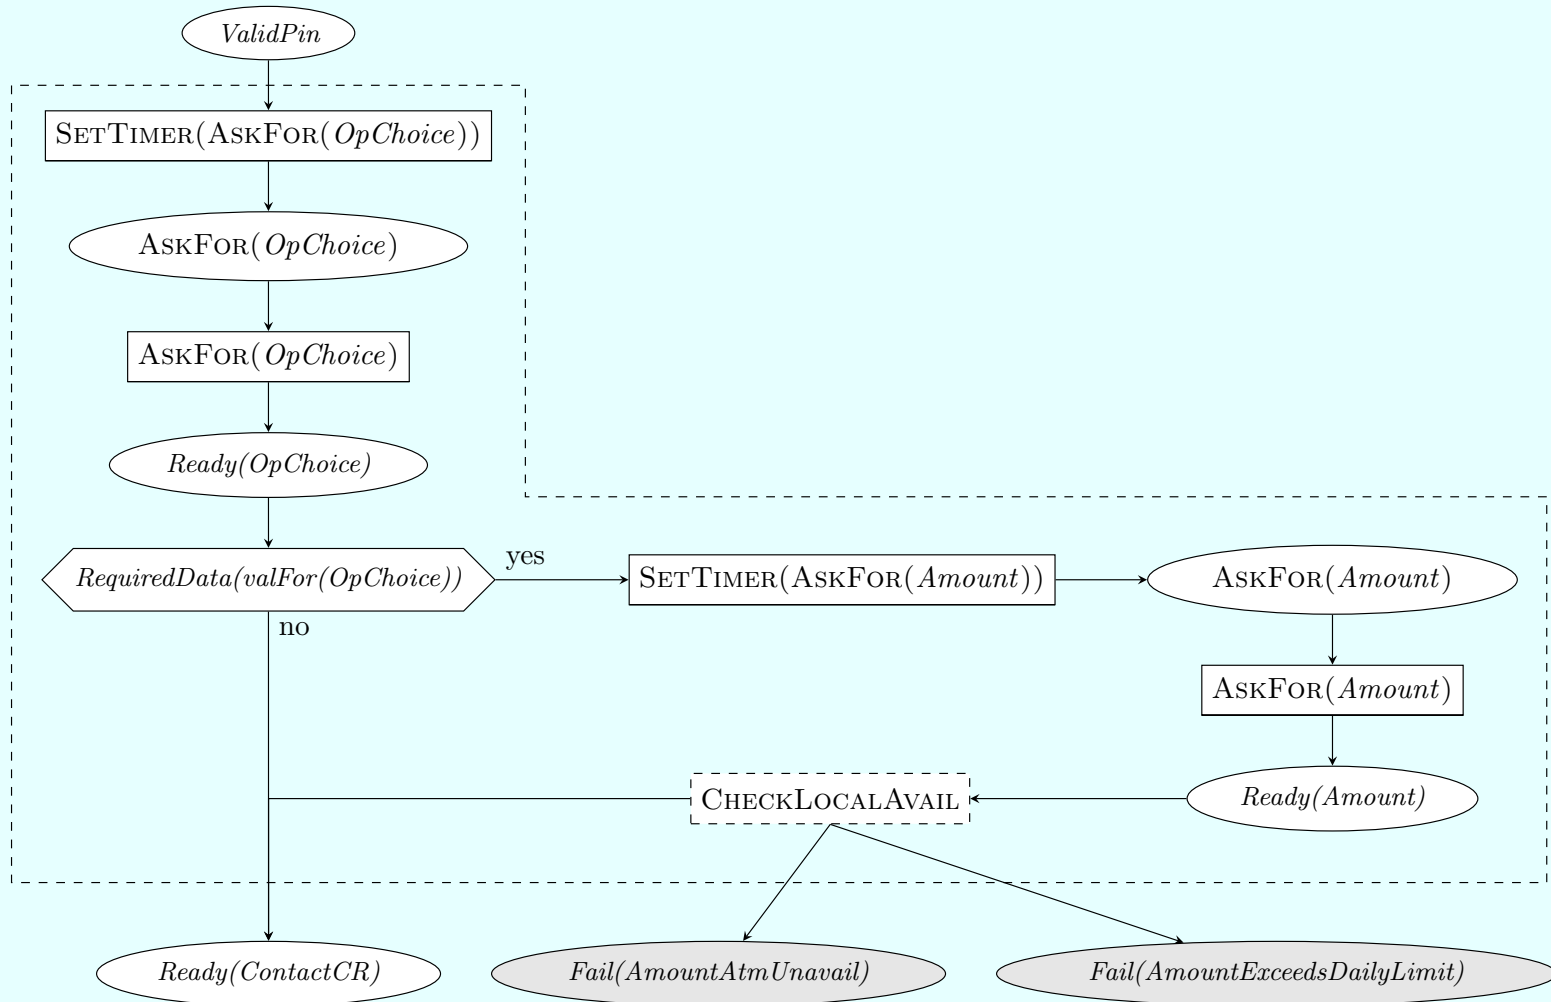 ValidPin
SetTimer(AskFor(OpChoice))
AskFor(OpChoice)
AskFor(OpChoice)
Ready(OpChoice)
RequiredData(valFor(OpChoice))
yes
SetTimer(AskFor(Amount))
AskFor(Amount)
no
AskFor(Amount)
CheckLocalAvail
Ready(Amount)
Ready(ContactCR)
Fail(AmountAtmUnavail)
Fail(AmountExceedsDailyLimit)